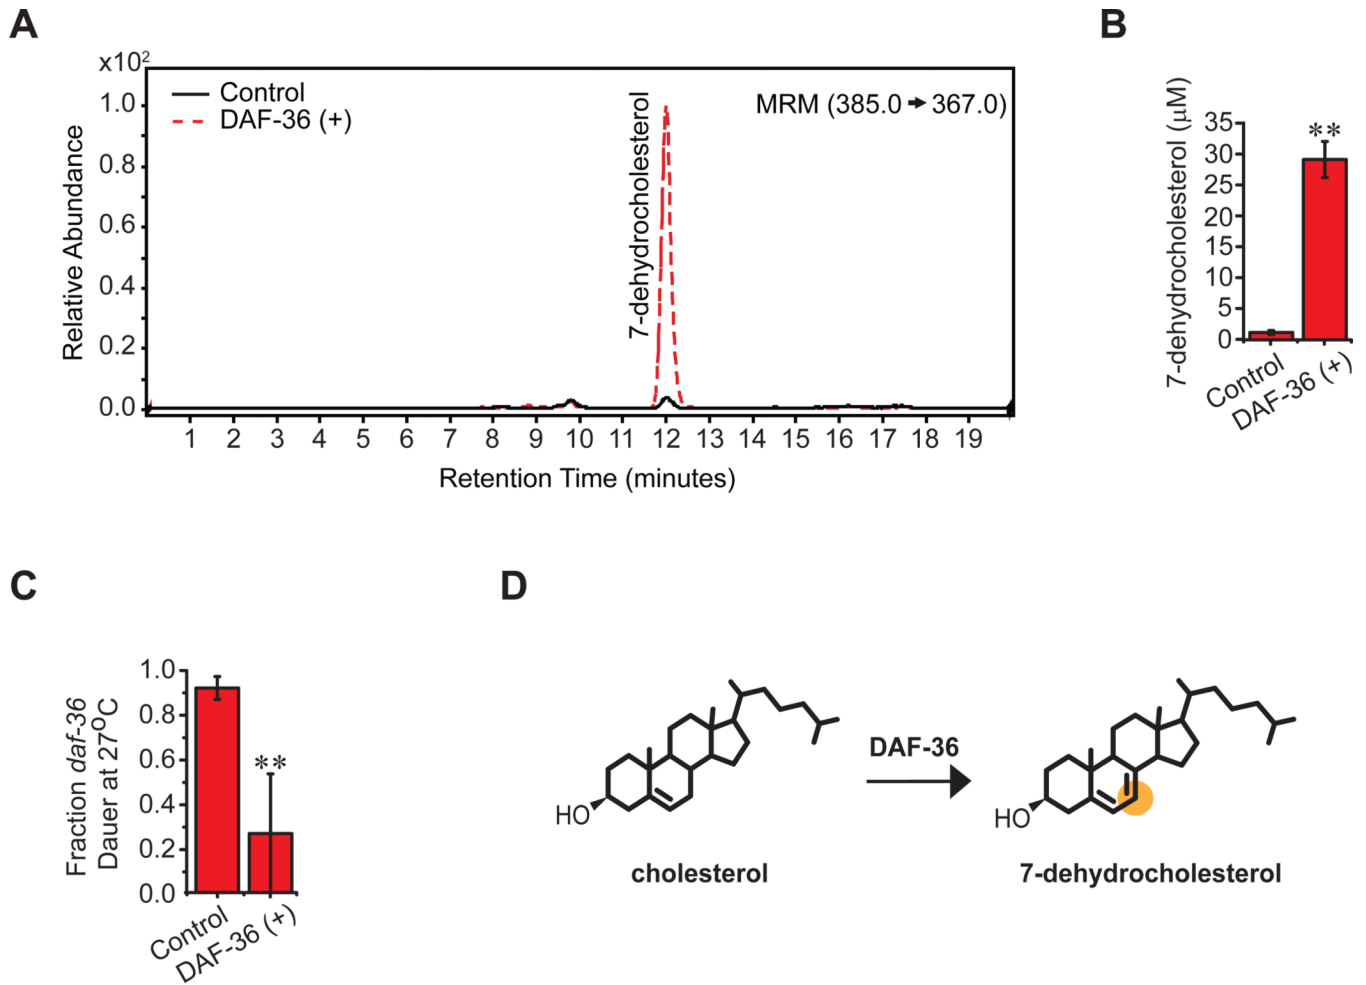 A
x10²
1.0
0.8
0.6
0.4
0.2
0.0
Relative Abundance
Control
DAF-36 (+)
7-dehydrocholesterol
MRM (385.0 → 367.0)
1 2 3 4 5 6 7 8 9 10 11 12 13 14 15 16 17 18 19
Retention Time (minutes)
B
7-dehydrocholesterol (μM)
35
30
25
20
15
10
5
0
**
Control
DAF-36 (+)
C
Fraction daf-36
Dauer at 27⁰C
1.0
0.8
0.6
0.4
0.2
0.0
**
Control
DAF-36 (+)
D
HO
cholesterol
DAF-36
HO
7-dehydrocholesterol